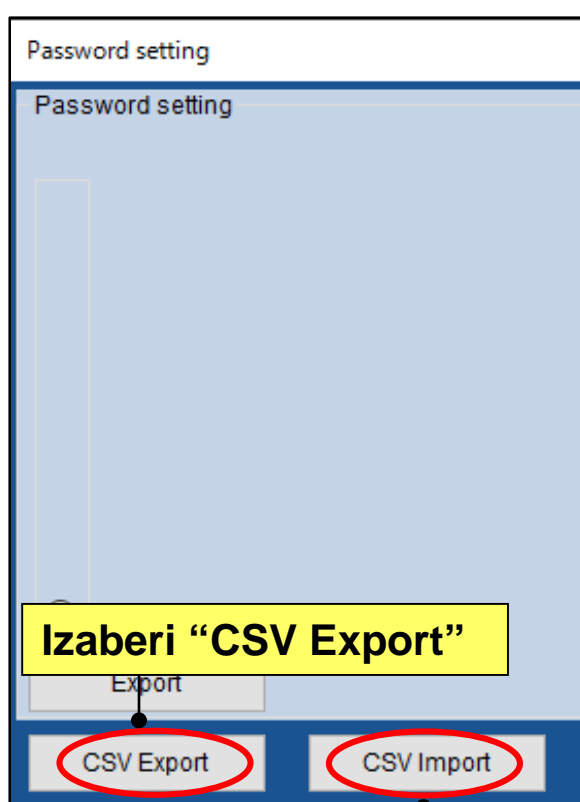 Password setting
Password setting
Izaberi “CSV Export”
Export
CSV Export
CSV Import